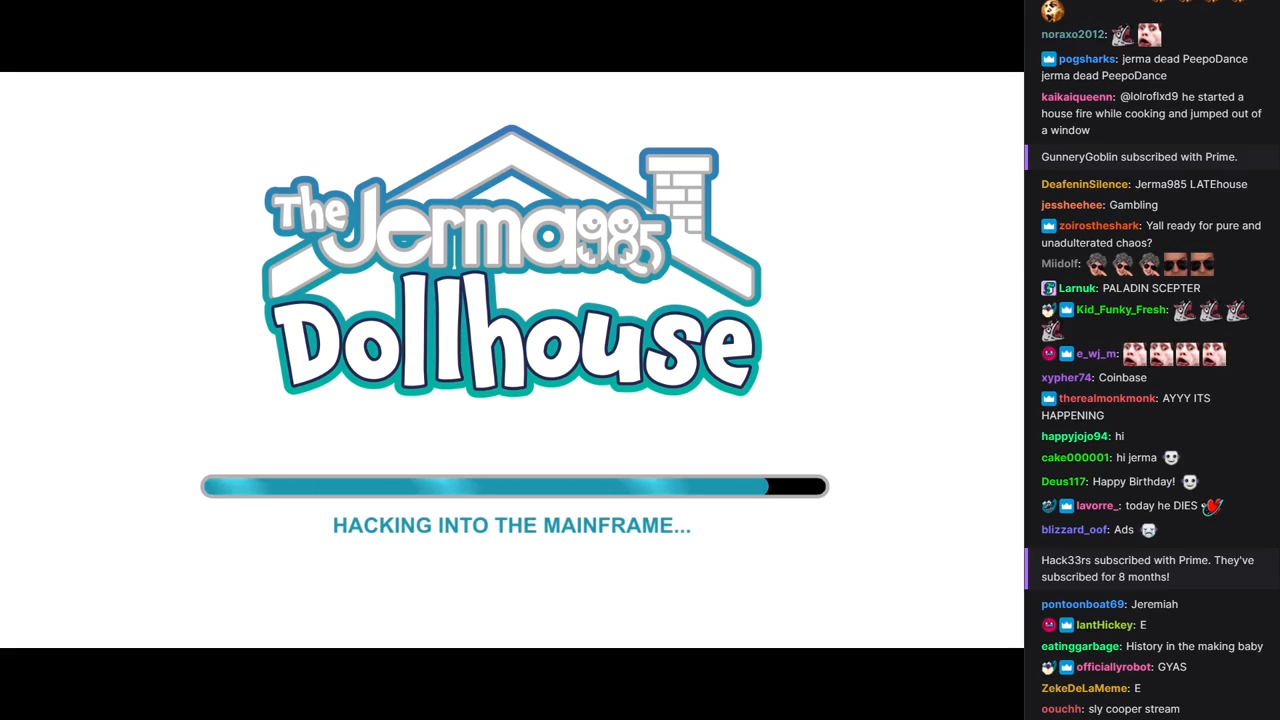 The Jerma985
Dollhouse
HACKING INTO THE MAINFRAME...
noraxo2012:
pogsharks: jerma dead PeepoDance
jerma dead PeepoDance
kaikaiqueenn: @lolroflxd9 he started a
house fire while cooking and jumped out of
a window
GunneryGoblin subscribed with Prime.
DeafeninSilence: Jerma985 LATEhouse
jessheehee: Gambling
zoirostheshark: Yall ready for pure and
unadulterated chaos?
Miidolf:
Larnuk: PALADIN SCEPTER
Kid_Funky_Fresh:
e_wj_m:
xypher74: Coinbase
therealmonkmonk: AYYY ITS
HAPPENING
happyjojo94: hi
cake000001: hi jerma
Deus117: Happy Birthday!
lavorre_: today he DIES
blizzard_oof: Ads
Hack33rs subscribed with Prime. They've
subscribed for 8 months!
pontoonboat69: Jeremiah
IantHickey: E
eatinggarbage: History in the making baby
officiallyrobot: GYAS
ZekeDeLaMeme: E
oouchh: sly cooper stream